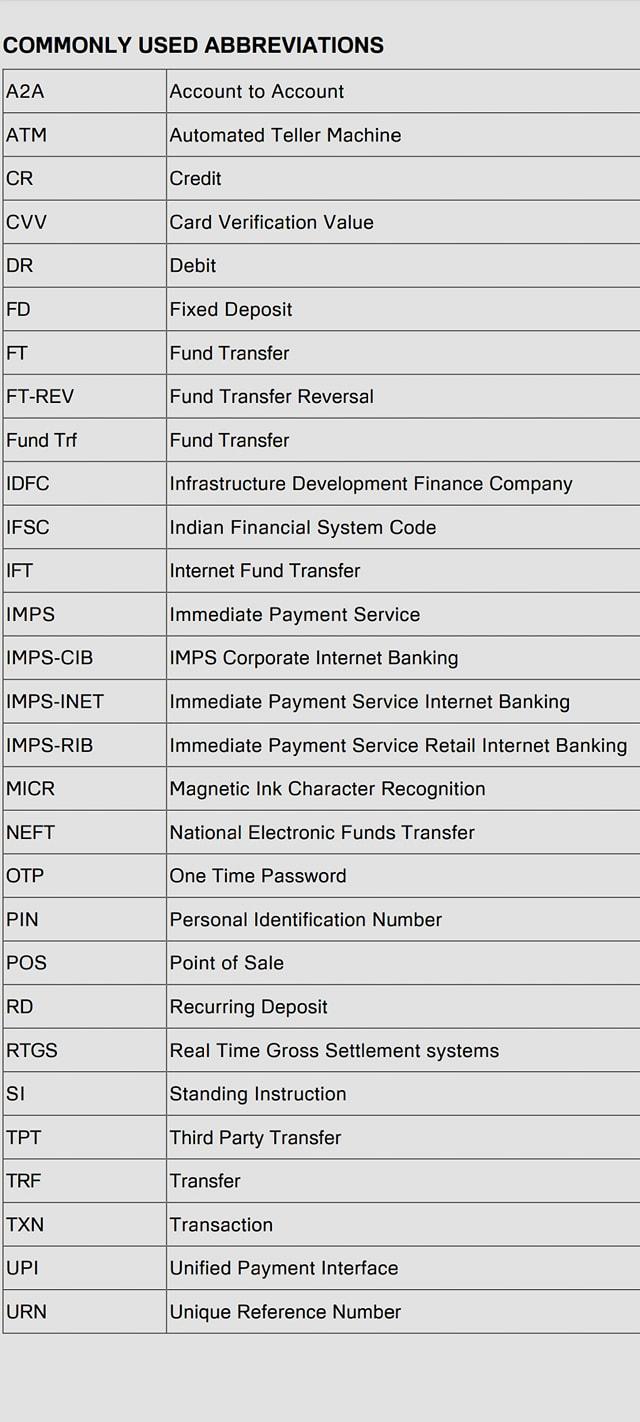 COMMONLY USED ABBREVIATIONS
A2A Account to Account
ATM Automated Teller Machine
CR Credit
CVV Card Verification Value
DR Debit
FD Fixed Deposit
FT Fund Transfer
FT-REV Fund Transfer Reversal
Fund Trf Fund Transfer
IDFC Infrastructure Development Finance Company
IFSC Indian Financial System Code
IFT Internet Fund Transfer
IMPS Immediate Payment Service
IMPS-CIB IMPS Corporate Internet Banking
IMPS-INET Immediate Payment Service Internet Banking
IMPS-RIB Immediate Payment Service Retail Internet Banking
MICR Magnetic Ink Character Recognition
NEFT National Electronic Funds Transfer
OTP One Time Password
PIN Personal Identification Number
POS Point of Sale
RD Recurring Deposit
RTGS Real Time Gross Settlement systems
SI Standing Instruction
TPT Third Party Transfer
TRF Transfer
TXN Transaction
UPI Unified Payment Interface
URN Unique Reference Number